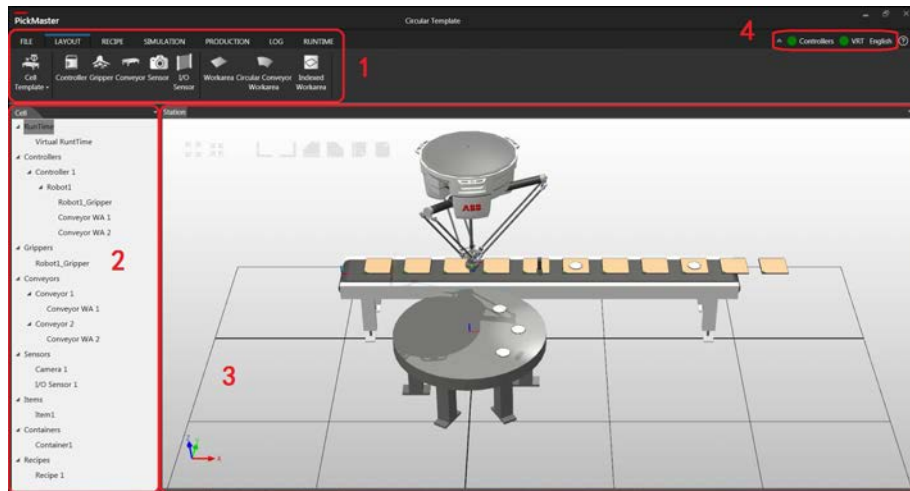 PickMaster
Circular Template
FILE LAYOUT RECIPE SIMULATION PRODUCTION LOG RUNTIME
Controllers VRT English ?
4
Cell Template
Controller Gripper Conveyor Sensor I/O Sensor
Workarea Circular Conveyor Workarea Indexed Workarea
1
Cell
Station
RunTime
Virtual RuntTime
Controllers
Controller 1
Robot1
Robot1_Gripper
Conveyor WA 1
Conveyor WA 2
Grippers
Robot1_Gripper
2
Conveyors
Conveyor 1
Conveyor WA 1
Conveyor 2
Conveyor WA 2
Sensors
Camera 1
I/O Sensor 1
Items
Item1
Containers
Container1
Recipes
Recipe 1
ABB
3
Z
Y
X